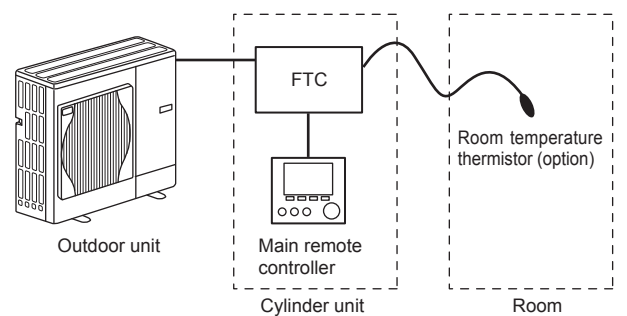 FTC
Room temperature
thermistor (option)
Outdoor unit
Main remote
controller
Cylinder unit
Room